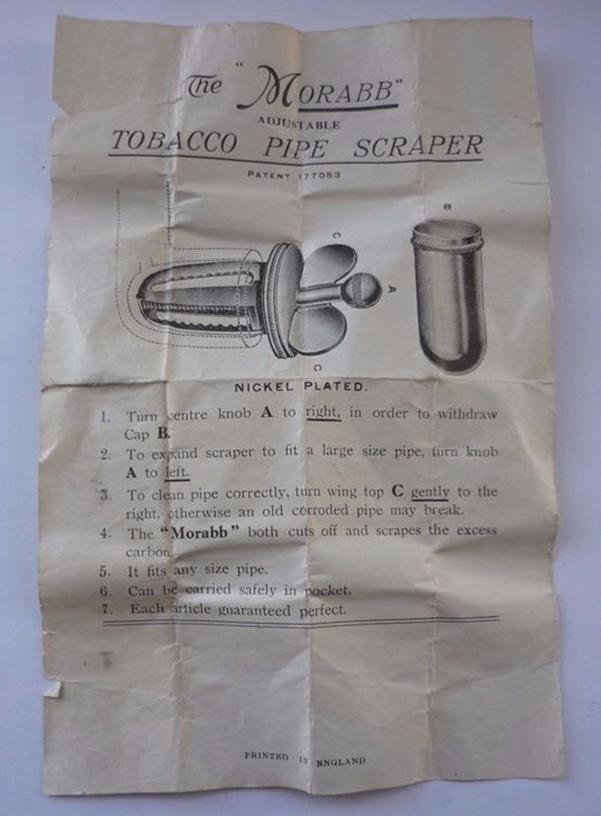 The "MORABB"
ADJUSTABLE
TOBACCO PIPE SCRAPER
PATENT 177053
B
C
A
C
NICKEL PLATED.
1. Turn centre knob A to right, in order to withdraw
Cap B.
2. To expand scraper to fit a large size pipe, turn knob
A to left.
3. To clean pipe correctly, turn wing top C gently to the
right, otherwise an old corroded pipe may break.
4. The "Morabb" both cuts off and scrapes the excess
carbon.
5. It fits any size pipe.
6. Can be carried safely in pocket.
7. Each article guaranteed perfect.
PRINTED IN ENGLAND